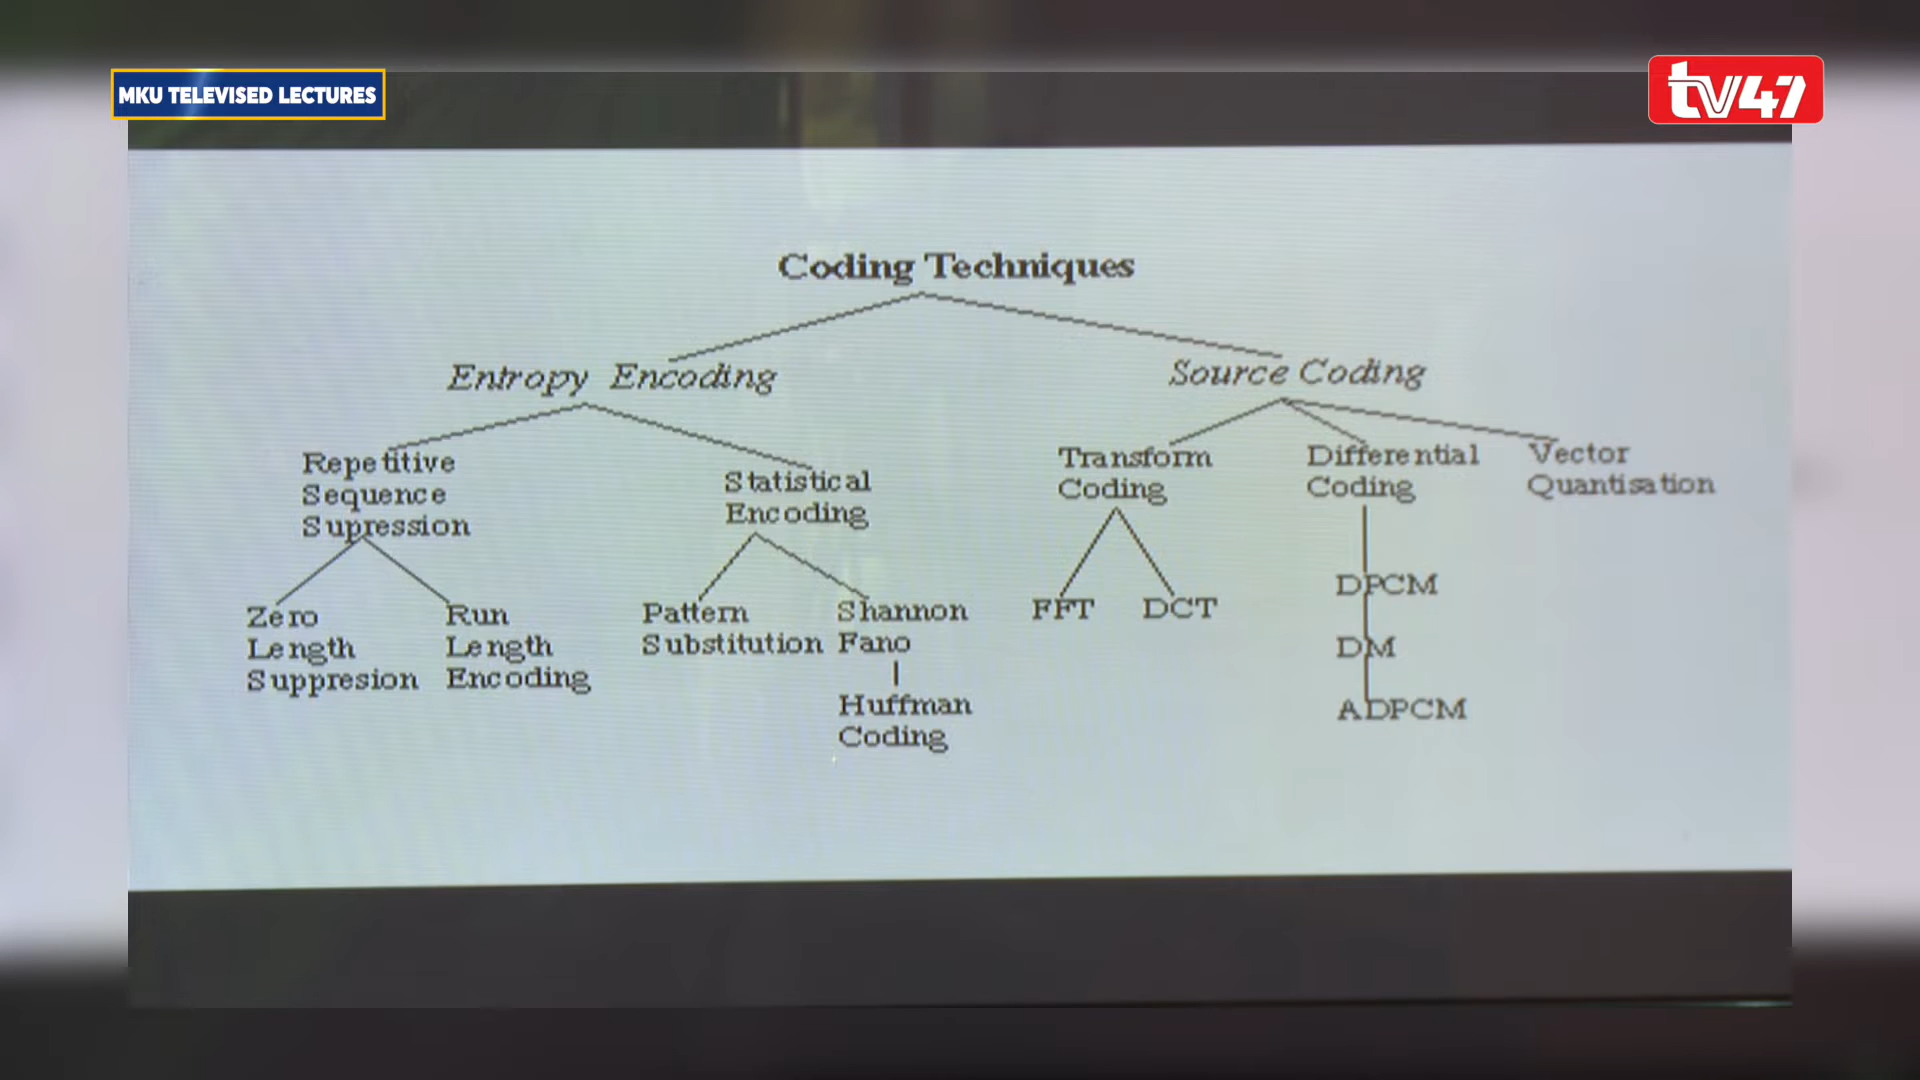 MKU TELEVISED LECTURES
tv47
Coding Techniques
Entropy Encoding
Source Coding
Repetitive
Sequence
Supression
Statistical
Encoding
Transform
Coding
Differential
Coding
Vector
Quantisation
Zero
Length
Suppresion
Run
Length
Encoding
Pattern
Substitution
Shannon
Fano
Huffman
Coding
FFT
DCT
DPCM
DM
ADPCM